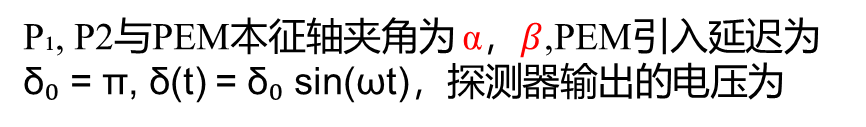 P₁, P2与PEM本征轴夹角为 α，β,PEM引入延迟为
δ₀ = π, δ(t) = δ₀ sin(ωt)，探测器输出的电压为